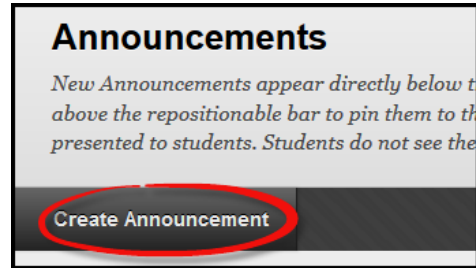 Announcements
New Announcements appear directly below t
above the repositionable bar to pin them to th
presented to students. Students do not see the
Create Announcement